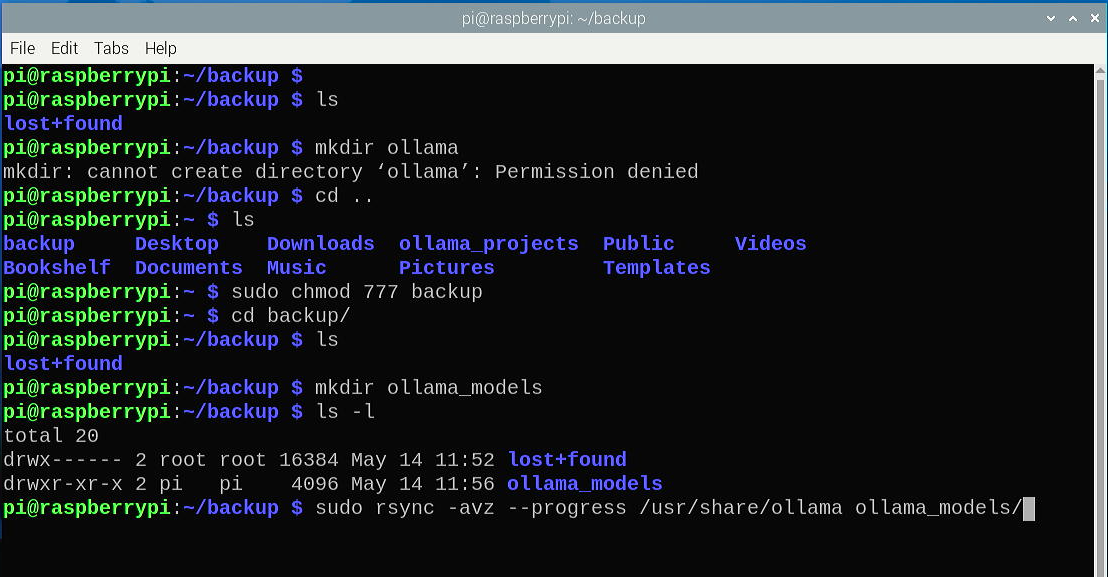 pi@raspberrypi: ~/backup
File Edit Tabs Help
pi@raspberrypi:~/backup $
pi@raspberrypi:~/backup $ ls
lost+found
pi@raspberrypi:~/backup $ mkdir ollama
mkdir: cannot create directory ‘ollama’: Permission denied
pi@raspberrypi:~/backup $ cd ..
pi@raspberrypi:~ $ ls
backup     Desktop    Downloads  ollama_projects  Public     Videos
Bookshelf  Documents  Music      Pictures         Templates
pi@raspberrypi:~ $ sudo chmod 777 backup
pi@raspberrypi:~ $ cd backup/
pi@raspberrypi:~/backup $ ls
lost+found
pi@raspberrypi:~/backup $ mkdir ollama_models
pi@raspberrypi:~/backup $ ls -l
total 20
drwx------ 2 root root 16384 May 14 11:52 lost+found
drwxr-xr-x 2 pi   pi    4096 May 14 11:56 ollama_models
pi@raspberrypi:~/backup $ sudo rsync -avz --progress /usr/share/ollama ollama_models/